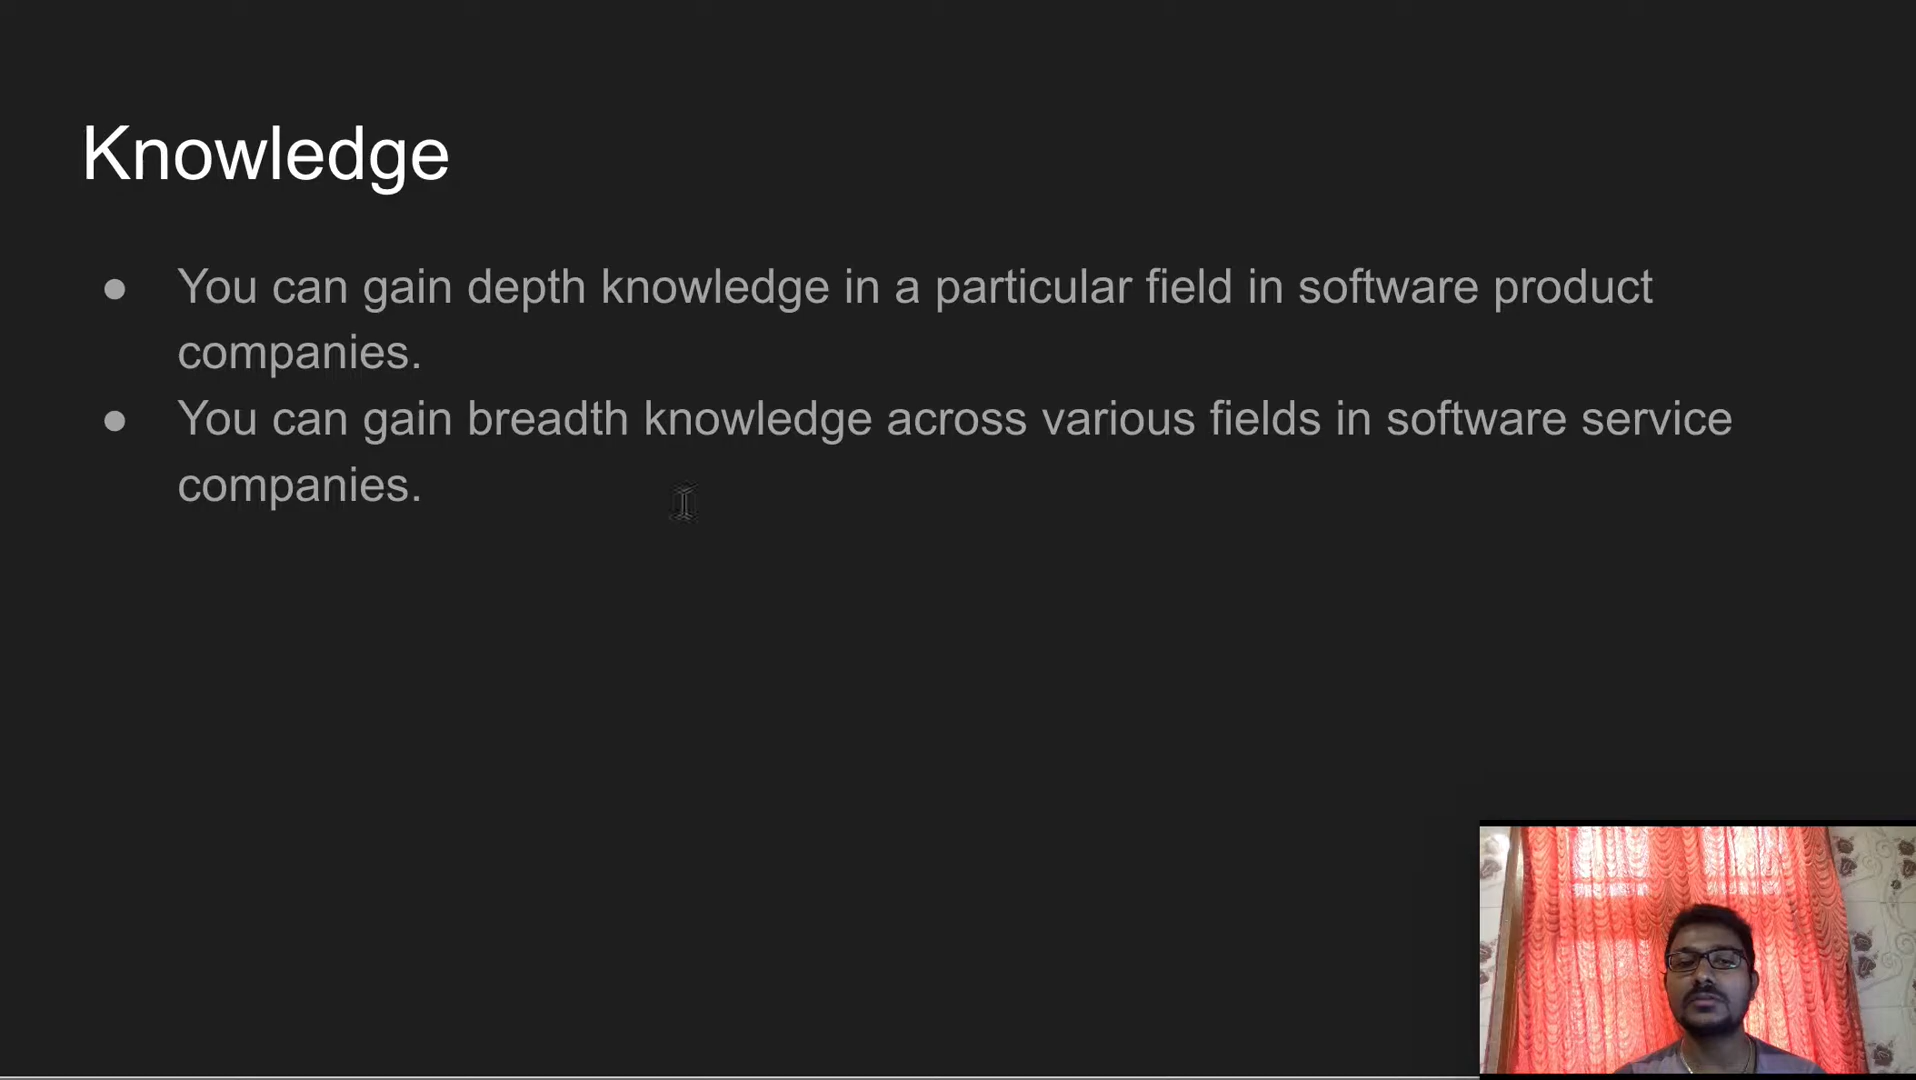 Knowledge
● You can gain depth knowledge in a particular field in software product
companies.
● You can gain breadth knowledge across various fields in software service
companies.